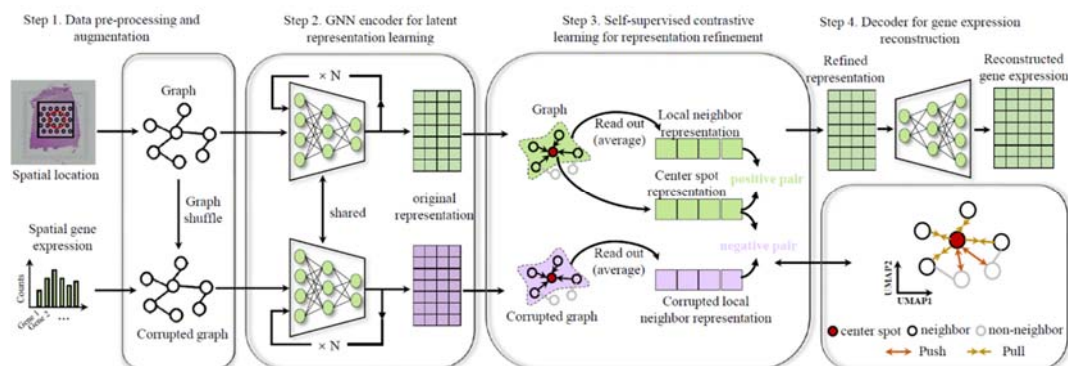 Step 1. Data pre-processing and
augmentation
Spatial location
Spatial gene
expression
Counts
Gene 1
Gene 2
...
Graph
Graph
shuffle
Corrupted graph
Step 2. GNN encoder for latent
representation learning
× N
shared
× N
original
representation
Step 3. Self-supervised contrastive
learning for representation refinement
Graph
Read out
(average)
Local neighbor
representation
Center spot
representation
positive pair
negative pair
Read out
(average)
Corrupted graph
Corrupted local
neighbor representation
Step 4. Decoder for gene expression
reconstruction
Refined
representation
Reconstructed
gene expression
UMAP2
UMAP1
center spot
neighbor
non-neighbor
Push
Pull